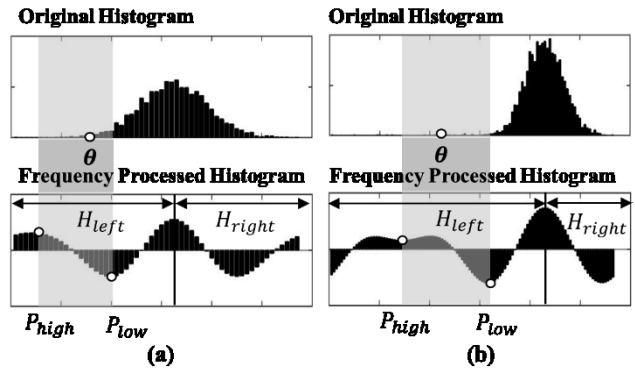 Original Histogram
Original Histogram
θ
θ
Frequency Processed Histogram
Frequency Processed Histogram
H_left
H_right
H_left
H_right
P_high
P_low
P_high
P_low
(a)
(b)